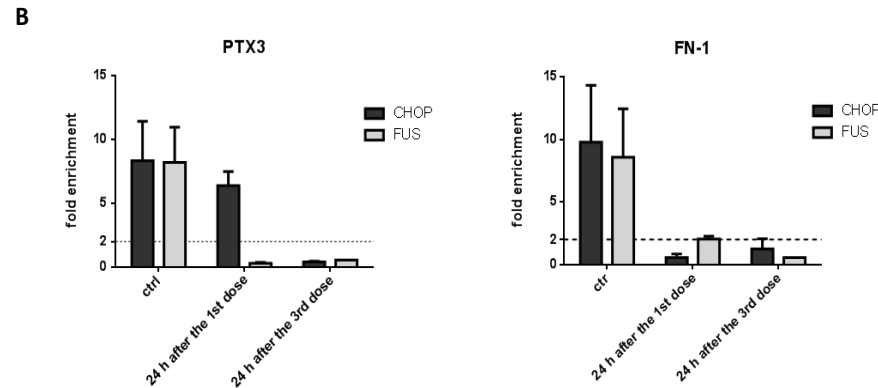 B
PTX3
fold enrichment
15
10
5
2
0
CHOP
FUS
ctrl
24 h after the 1st dose
24 h after the 3rd dose
FN-1
fold enrichment
15
10
5
2
0
CHOP
FUS
ctr
24 h after the 1st dose
24 h after the 3rd dose